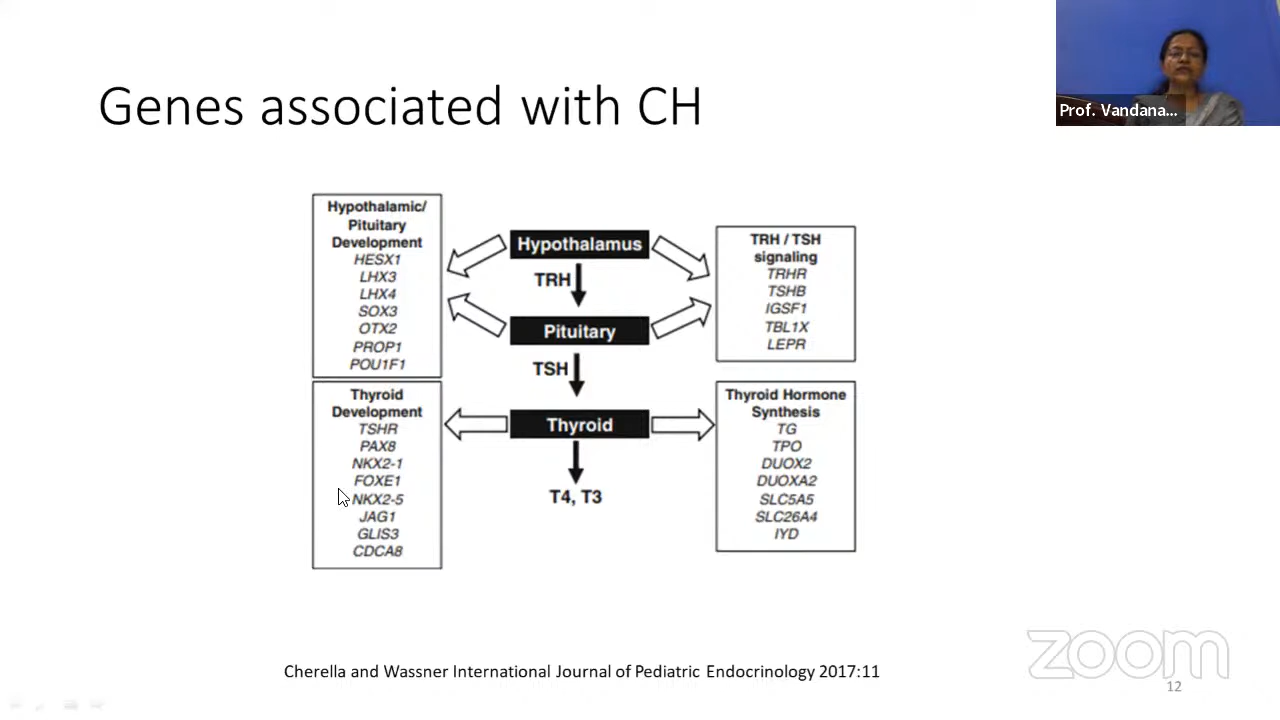 Genes associated with CH
Prof. Vandana...
Hypothalamic/
Pituitary
Development
HESX1
LHX3
LHX4
SOX3
OTX2
PROP1
POU1F1
Thyroid
Development
TSHR
PAX8
NKX2-1
FOXE1
NKX2-5
JAG1
GLIS3
CDCA8
Hypothalamus
TRH
Pituitary
TSH
Thyroid
T4, T3
TRH / TSH
signaling
TRHR
TSHB
IGSF1
TBL1X
LEPR
Thyroid Hormone
Synthesis
TG
TPO
DUOX2
DUOXA2
SLC5A5
SLC26A4
IYD
Cherella and Wassner International Journal of Pediatric Endocrinology 2017:11
zoom
12